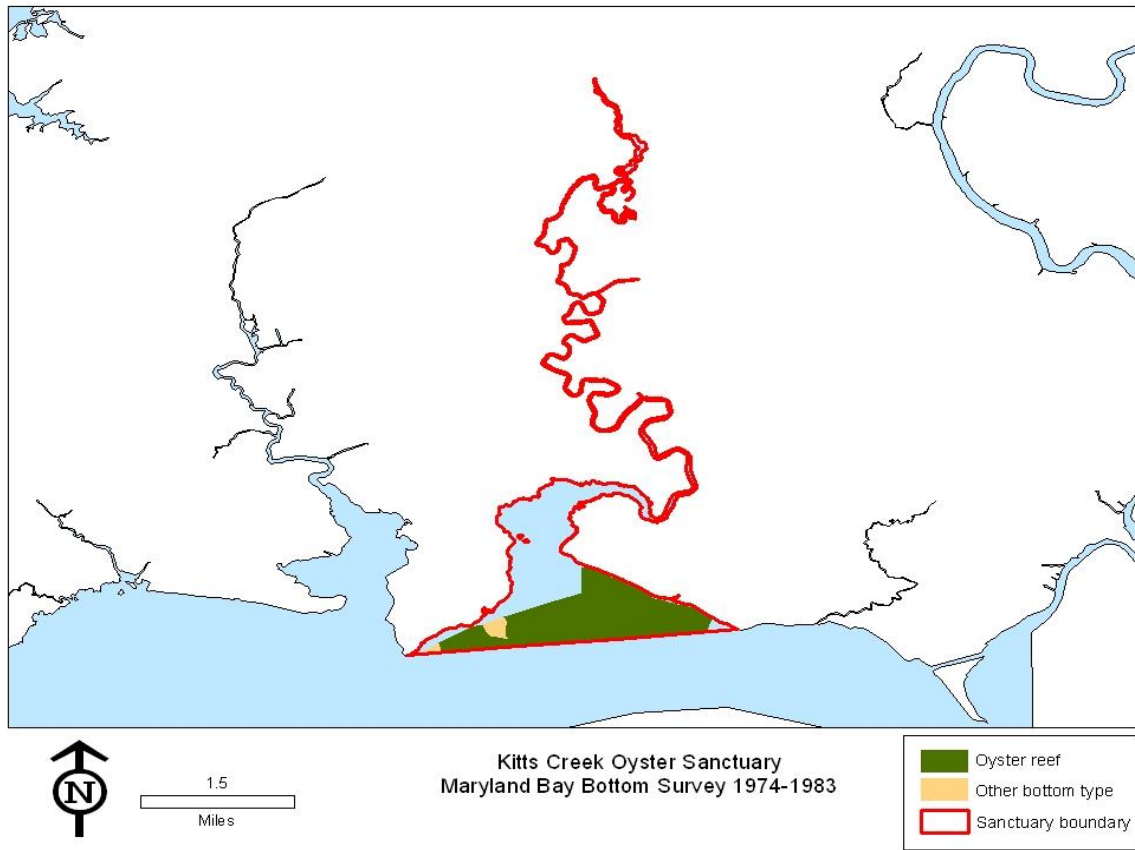 N
1.5
Miles
Kitts Creek Oyster Sanctuary
Maryland Bay Bottom Survey 1974-1983
Oyster reef
Other bottom type
Sanctuary boundary